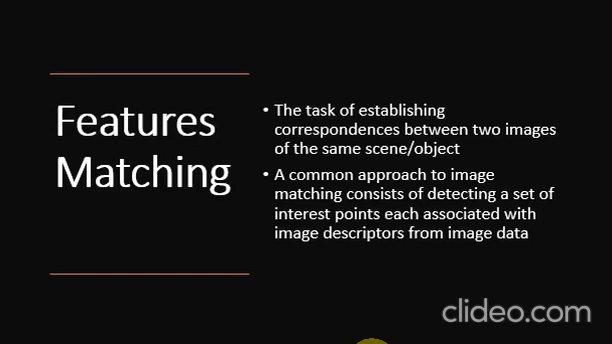 Features
Matching
• The task of establishing
correspondences between two images
of the same scene/object
• A common approach to image
matching consists of detecting a set of
interest points each associated with
image descriptors from image data
clideo.com